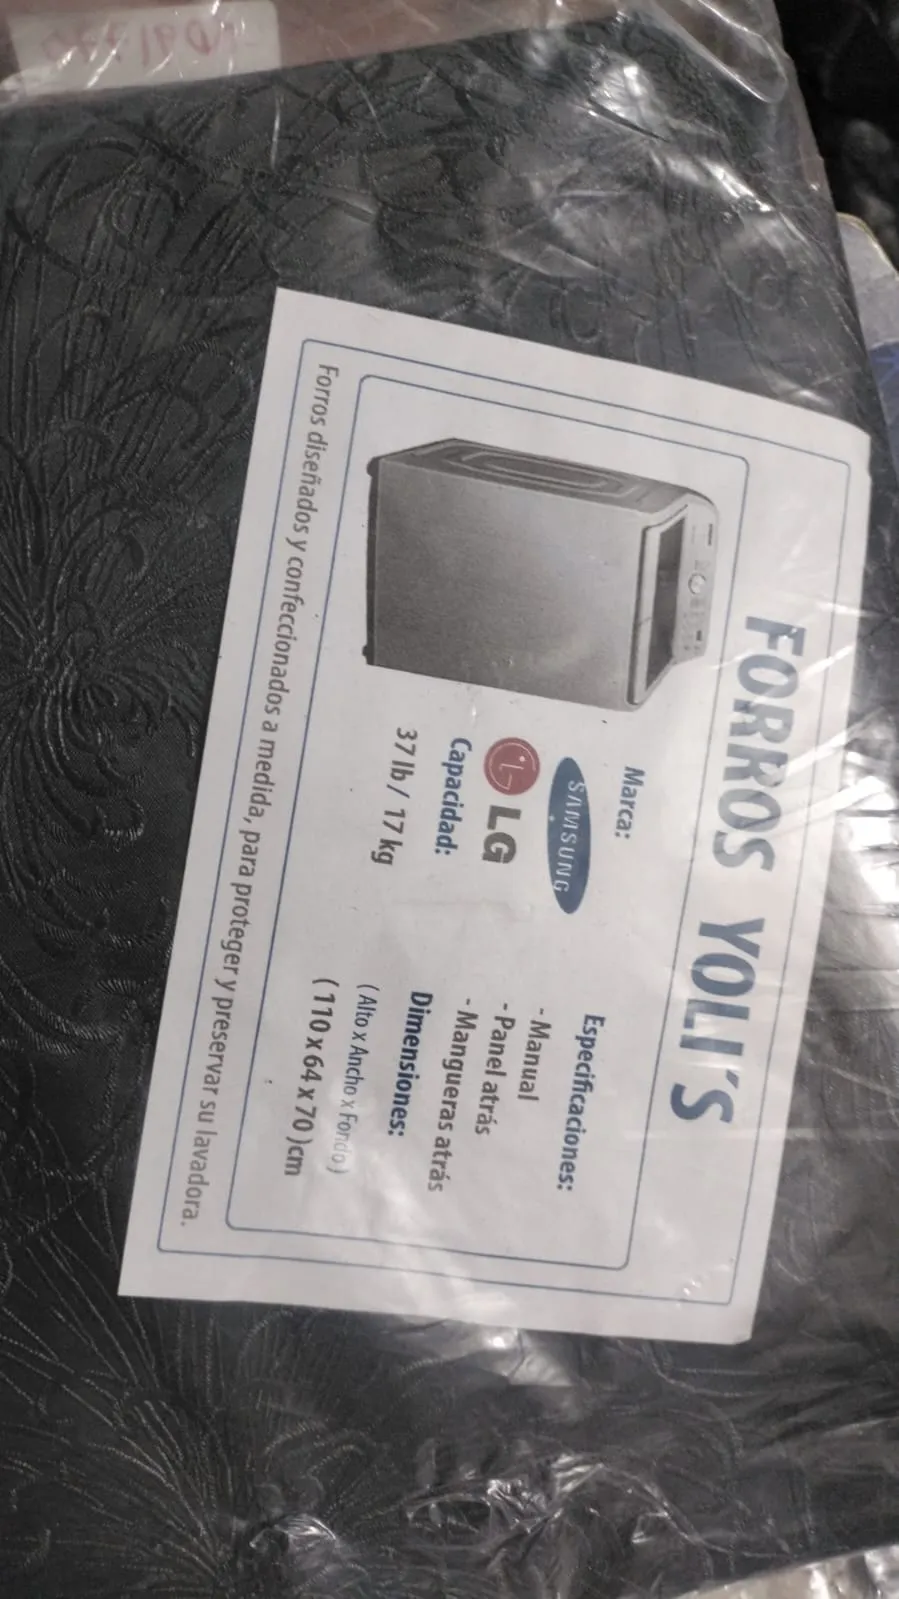 FORROS YOLI'S
Marca:
SAMSUNG
LG
Capacidad:
37 lb / 17 kg
Especificaciones:
- Manual
- Panel atrás
- Mangueras atrás
Dimensiones:
( Alto x Ancho x Fondo )
( 110 x 64 x 70 )cm
Forros diseñados y confeccionados a medida, para proteger y preservar su lavadora.